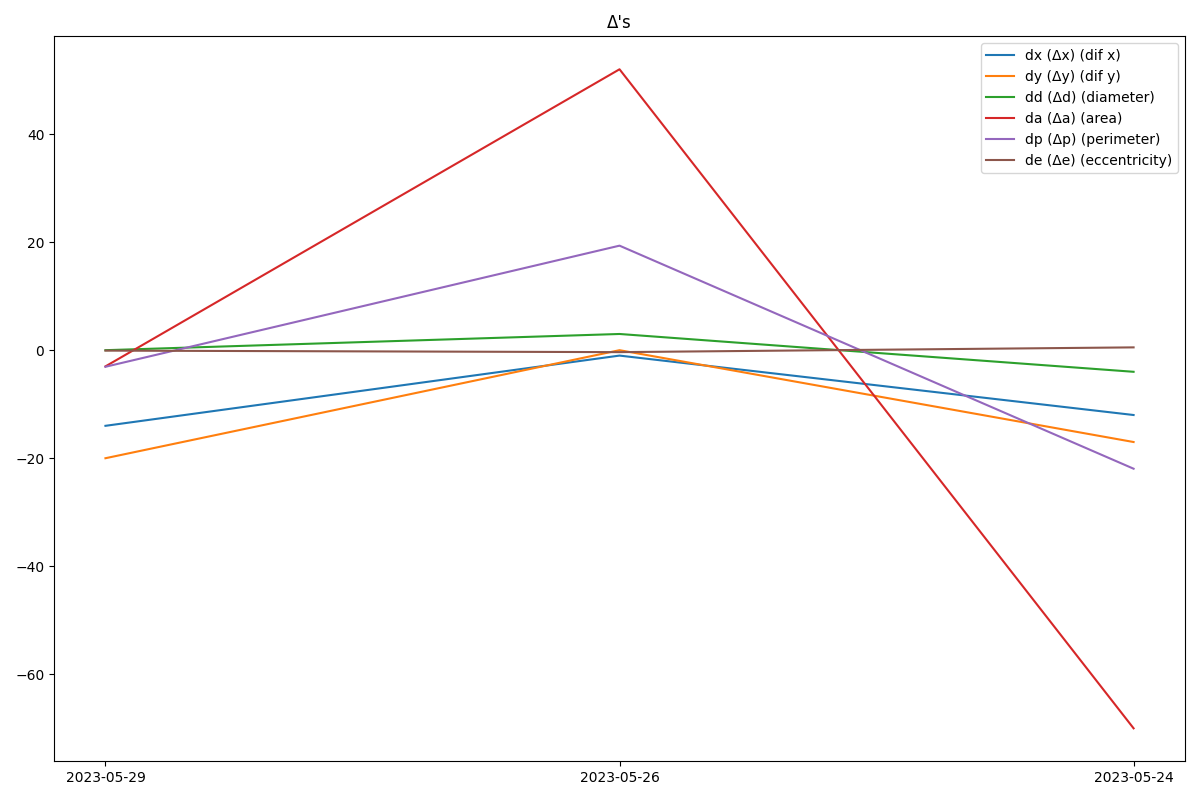 Δ's
dx (Δx) (dif x)
dy (Δy) (dif y)
dd (Δd) (diameter)
da (Δa) (area)
dp (Δp) (perimeter)
de (Δe) (eccentricity)
40
20
0
−20
−40
−60
2023-05-29
2023-05-26
2023-05-24